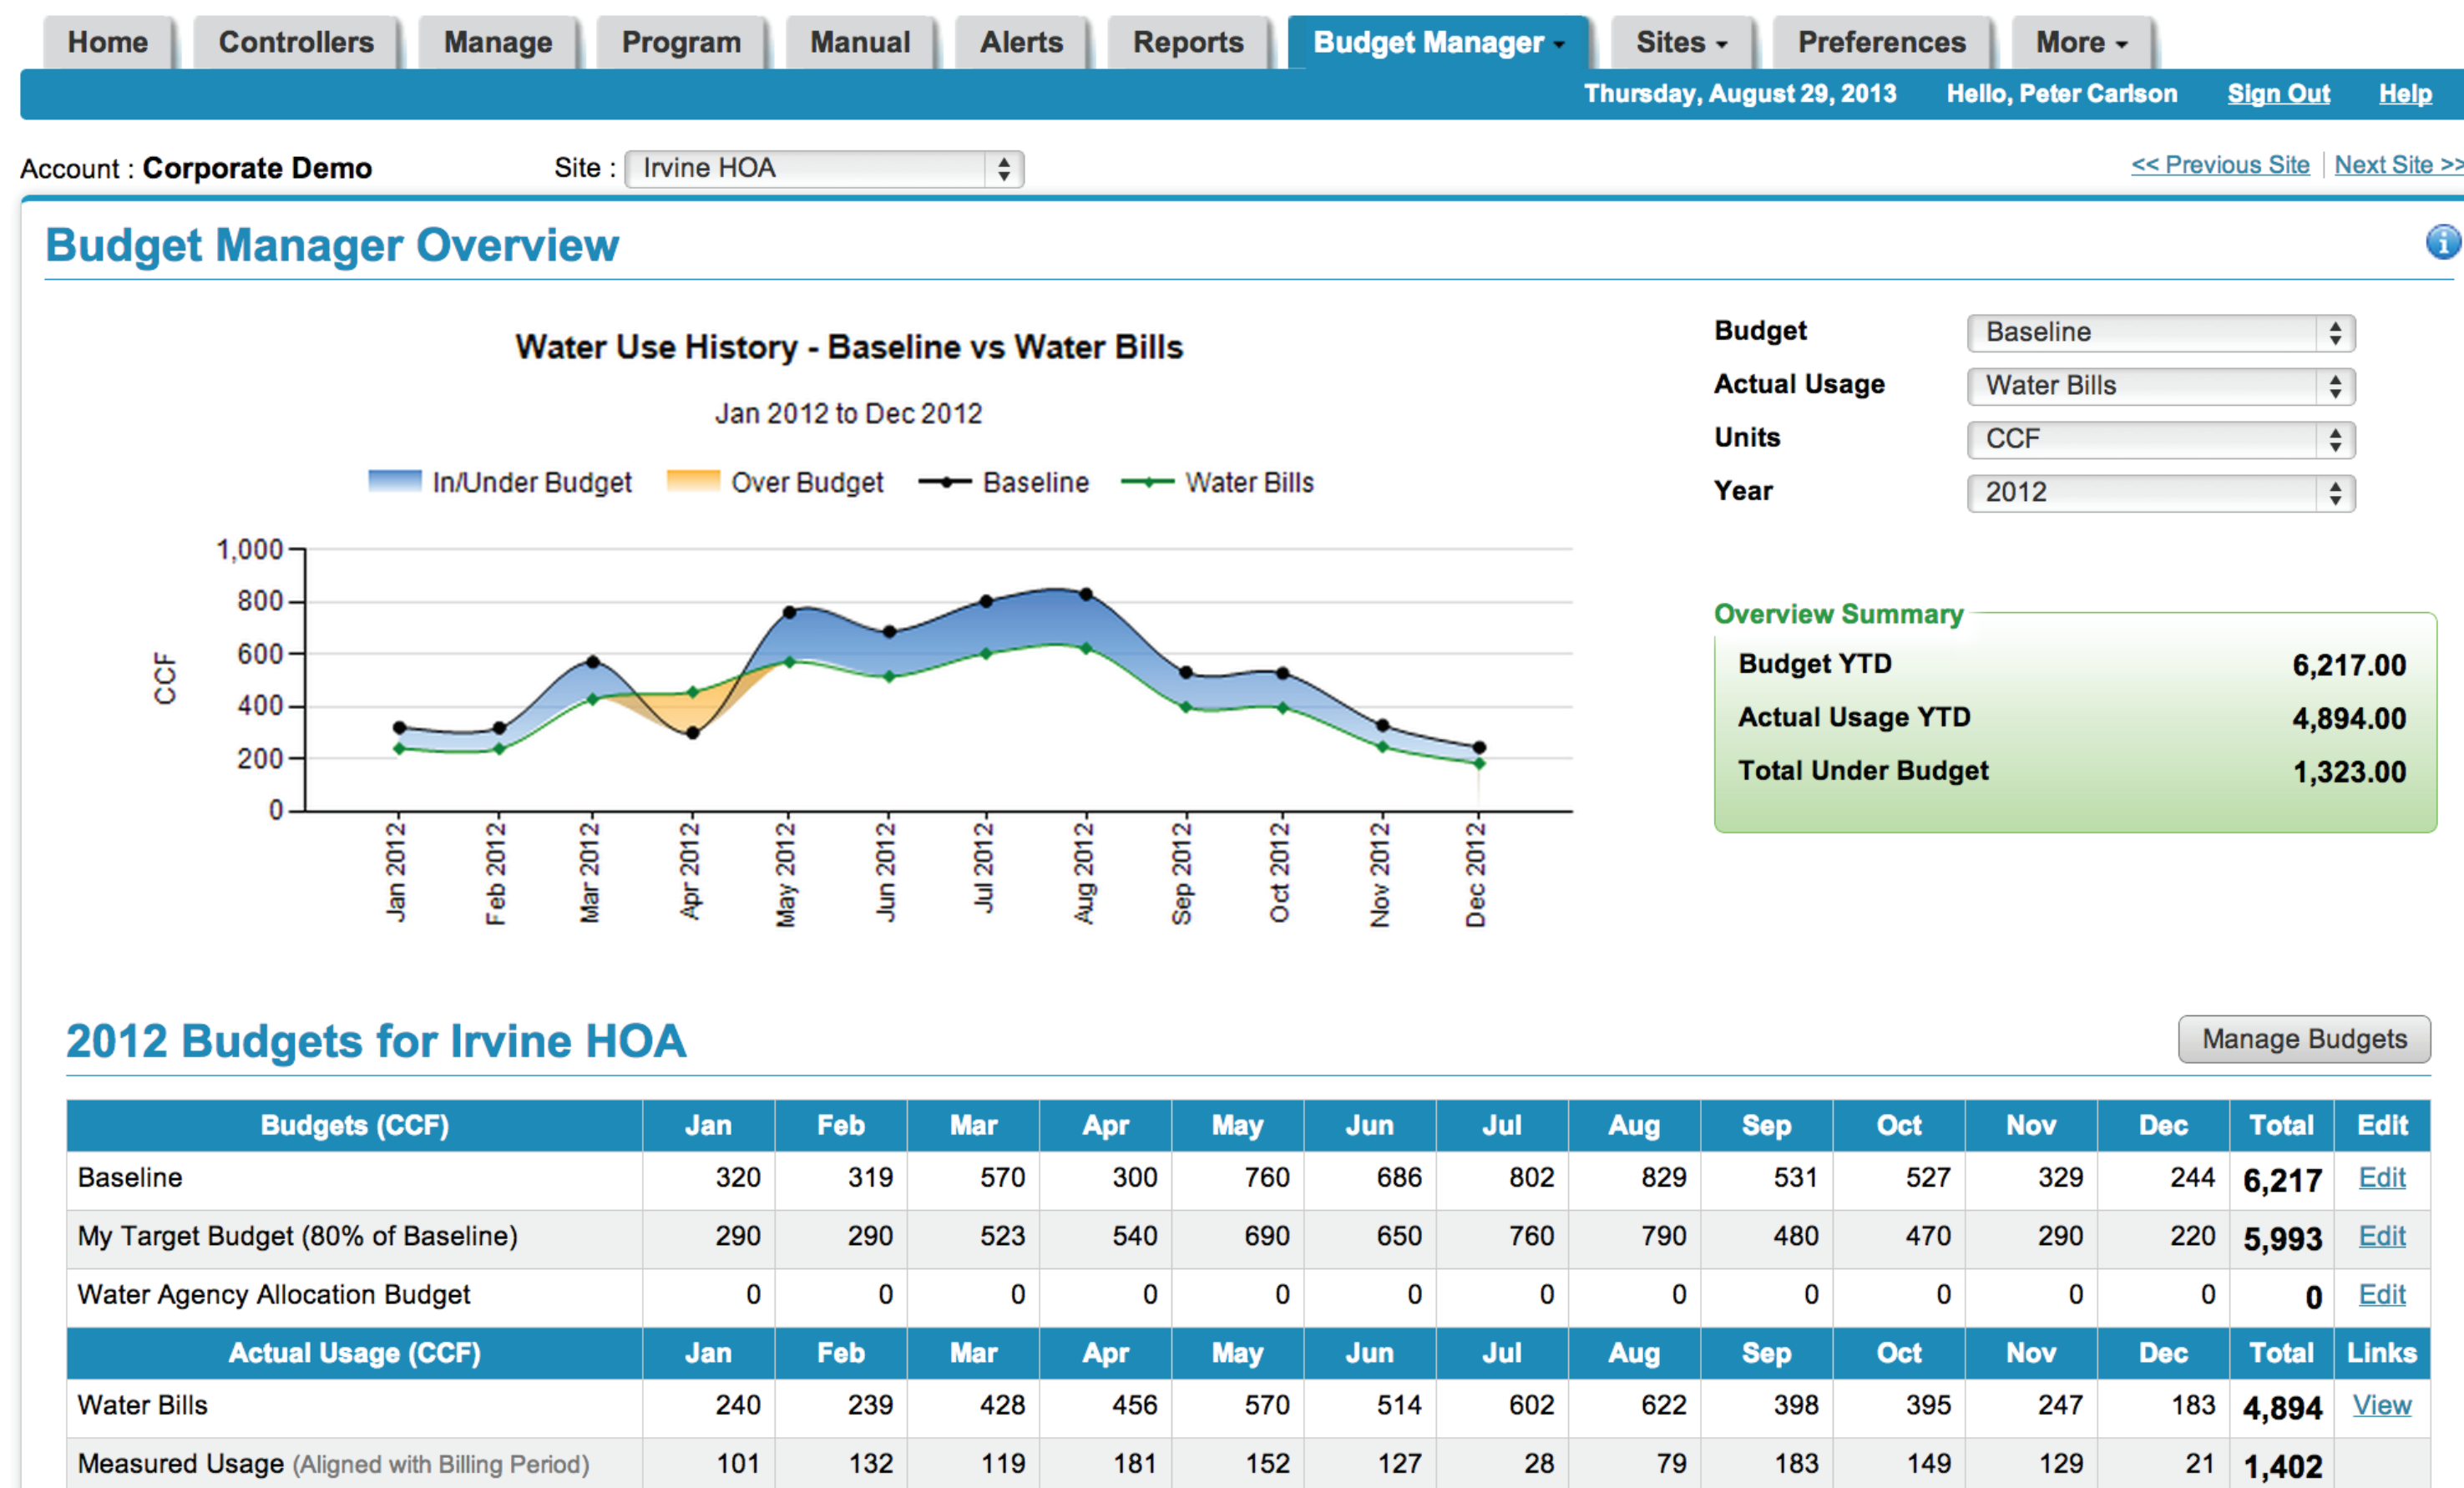 Home Controllers Manage Program Manual Alerts Reports Budget Manager Sites Preferences More
Thursday, August 29, 2013 Hello, Peter Carlson Sign Out Help
Account : Corporate Demo Site : Irvine HOA << Previous Site Next Site >>
Budget Manager Overview
Water Use History - Baseline vs Water Bills
Jan 2012 to Dec 2012
In/Under Budget Over Budget Baseline Water Bills
1,000
800
600
400
200
0
CCF
Jan 2012 Feb 2012 Mar 2012 Apr 2012 May 2012 Jun 2012 Jul 2012 Aug 2012 Sep 2012 Oct 2012 Nov 2012 Dec 2012
Budget Baseline
Actual Usage Water Bills
Units CCF
Year 2012
Overview Summary
Budget YTD 6,217.00
Actual Usage YTD 4,894.00
Total Under Budget 1,323.00
2012 Budgets for Irvine HOA Manage Budgets
Budgets (CCF) Jan Feb Mar Apr May Jun Jul Aug Sep Oct Nov Dec Total Edit
Baseline 320 319 570 300 760 686 802 829 531 527 329 244 6,217 Edit
My Target Budget (80% of Baseline) 290 290 523 540 690 650 760 790 480 470 290 220 5,993 Edit
Water Agency Allocation Budget 0 0 0 0 0 0 0 0 0 0 0 0 0 Edit
Actual Usage (CCF) Jan Feb Mar Apr May Jun Jul Aug Sep Oct Nov Dec Total Links
Water Bills 240 239 428 456 570 514 602 622 398 395 247 183 4,894 View
Measured Usage (Aligned with Billing Period) 101 132 119 181 152 127 28 79 183 149 129 21 1,402